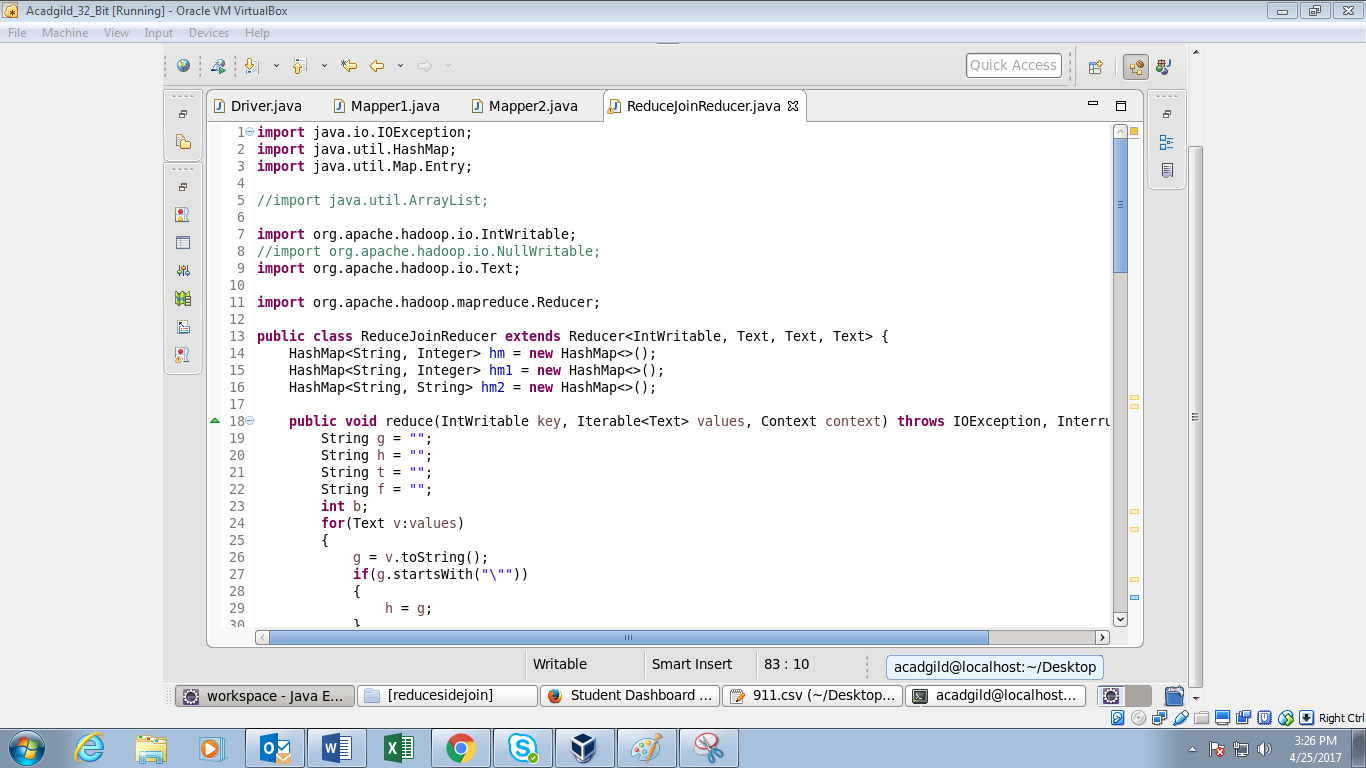 Acadgild_32_Bit [Running] - Oracle VM VirtualBox
File Machine View Input Devices Help
Quick Access
Driver.java Mapper1.java Mapper2.java ReduceJoinReducer.java
1 import java.io.IOException;
2 import java.util.HashMap;
3 import java.util.Map.Entry;
4
5 //import java.util.ArrayList;
6
7 import org.apache.hadoop.io.IntWritable;
8 //import org.apache.hadoop.io.NullWritable;
9 import org.apache.hadoop.io.Text;
10
11 import org.apache.hadoop.mapreduce.Reducer;
12
13 public class ReduceJoinReducer extends Reducer<IntWritable, Text, Text, Text> {
14 HashMap<String, Integer> hm = new HashMap<>();
15 HashMap<String, Integer> hm1 = new HashMap<>();
16 HashMap<String, String> hm2 = new HashMap<>();
17
18 public void reduce(IntWritable key, Iterable<Text> values, Context context) throws IOException, Interru
19 String g = "";
20 String h = "";
21 String t = "";
22 String f = "";
23 int b;
24 for(Text v:values)
25 {
26 g = v.toString();
27 if(g.startsWith("\""))
28 {
29 h = g;
30 }
Writable Smart Insert 83 : 10 acadgild@localhost:~/Desktop
workspace - Java E... [reducesidejoin] Student Dashboard ... 911.csv (~/Desktop... acadgild@localhost...
Right Ctrl
3:26 PM
4/25/2017